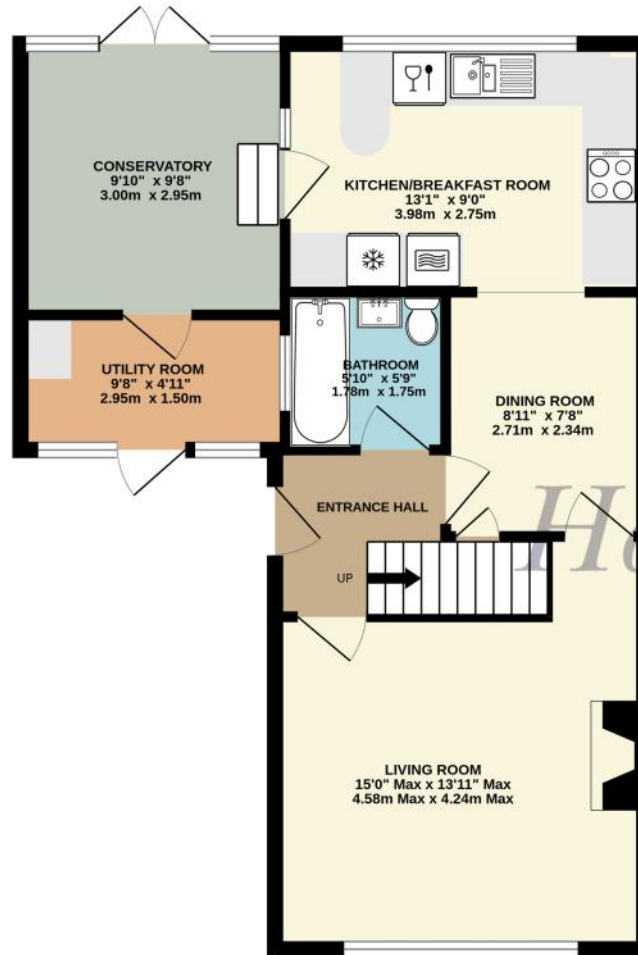 CONSERVATORY
9'10" x 9'8"
3.00m x 2.95m
KITCHEN/BREAKFAST ROOM
13'1" x 9'0"
3.98m x 2.75m
UTILITY ROOM
9'8" x 4'11"
2.95m x 1.50m
BATHROOM
5'10" x 5'9"
1.78m x 1.75m
DINING ROOM
8'11" x 7'8"
2.71m x 2.34m
ENTRANCE HALL
UP
LIVING ROOM
15'0" Max x 13'11" Max
4.58m Max x 4.24m Max